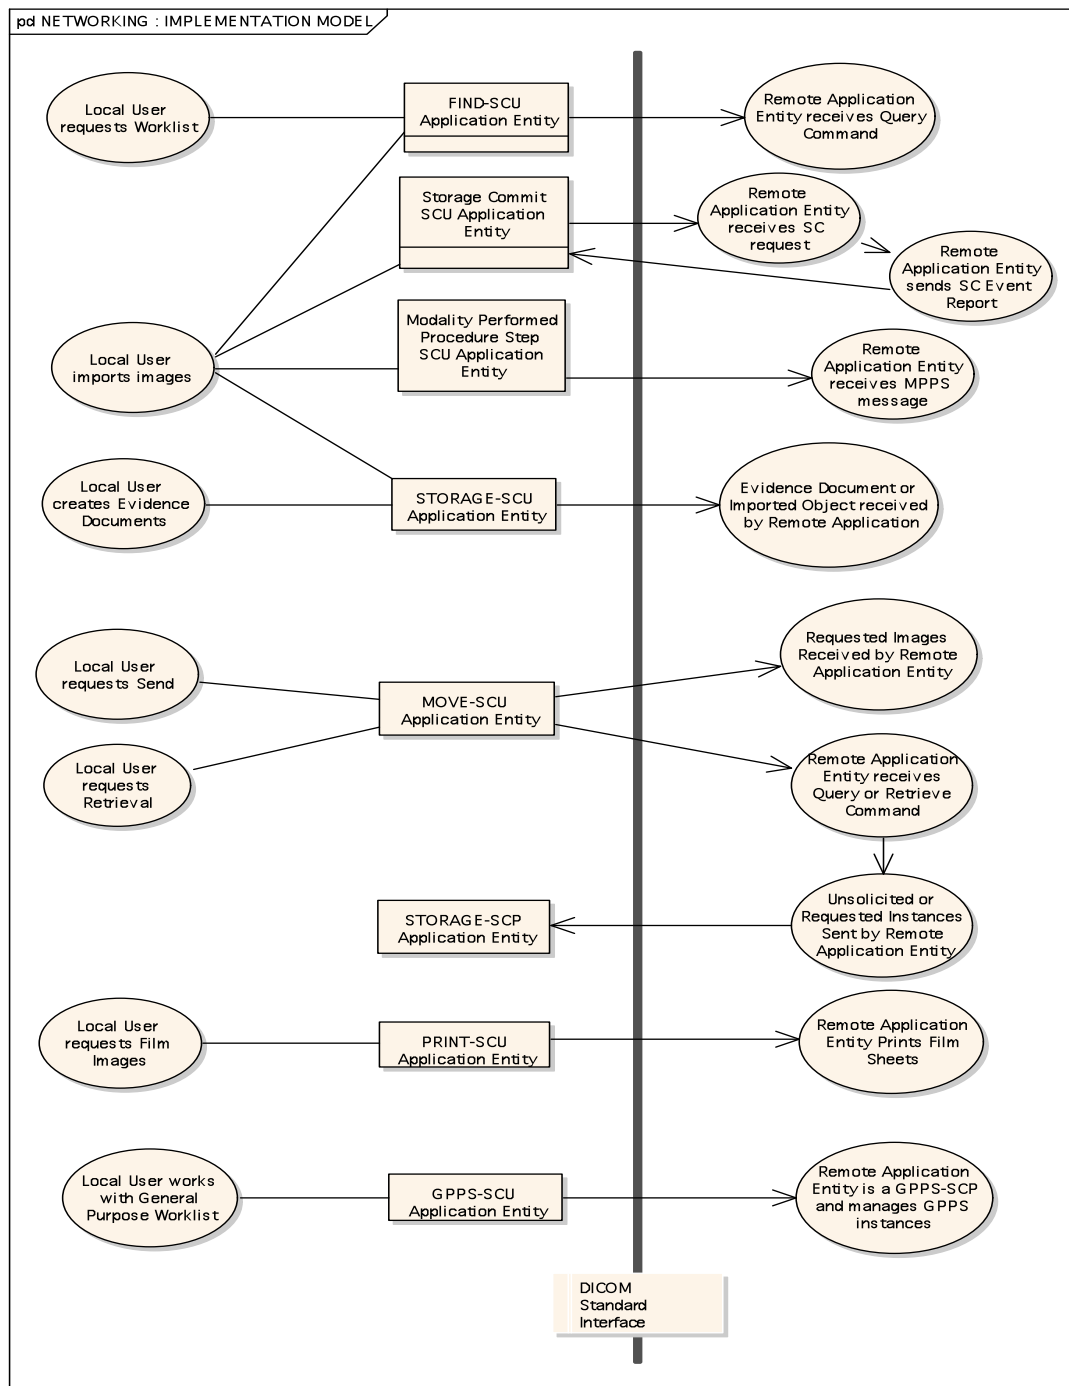 pd NETWORKING : IMPLEMENTATION MODEL
Local User
requests Worklist
FIND-SCU
Application Entity
Remote Application
Entity receives Query
Command
Storage Commit
SCU Application
Entity
Remote
Application Entity
receives SC
request
Remote
Application Entity
sends SC Event
Report
Local User
imports images
Modality Performed
Procedure Step
SCU Application
Entity
Remote
Application Entity
receives MPPS
message
Local User
creates Evidence
Documents
STORAGE-SCU
Application Entity
Evidence Document or
Imported Object received
by Remote Application
Local User
requests Send
Local User
requests
Retrieval
MOVE-SCU
Application Entity
Requested Images
Received by Remote
Application Entity
Remote Application
Entity receives
Query or Retrieve
Command
STORAGE-SCP
Application Entity
Unsolicited or
Requested Instances
Sent by Remote
Application Entity
Local User
requests Film
Images
PRINT-SCU
Application Entity
Remote Application
Entity Prints Film
Sheets
Local User works
with General
Purpose Worklist
GPPS-SCU
Application Entity
Remote Application
Entity is a GPPS-SCP
and manages GPPS
instances
DICOM
Standard
Interface